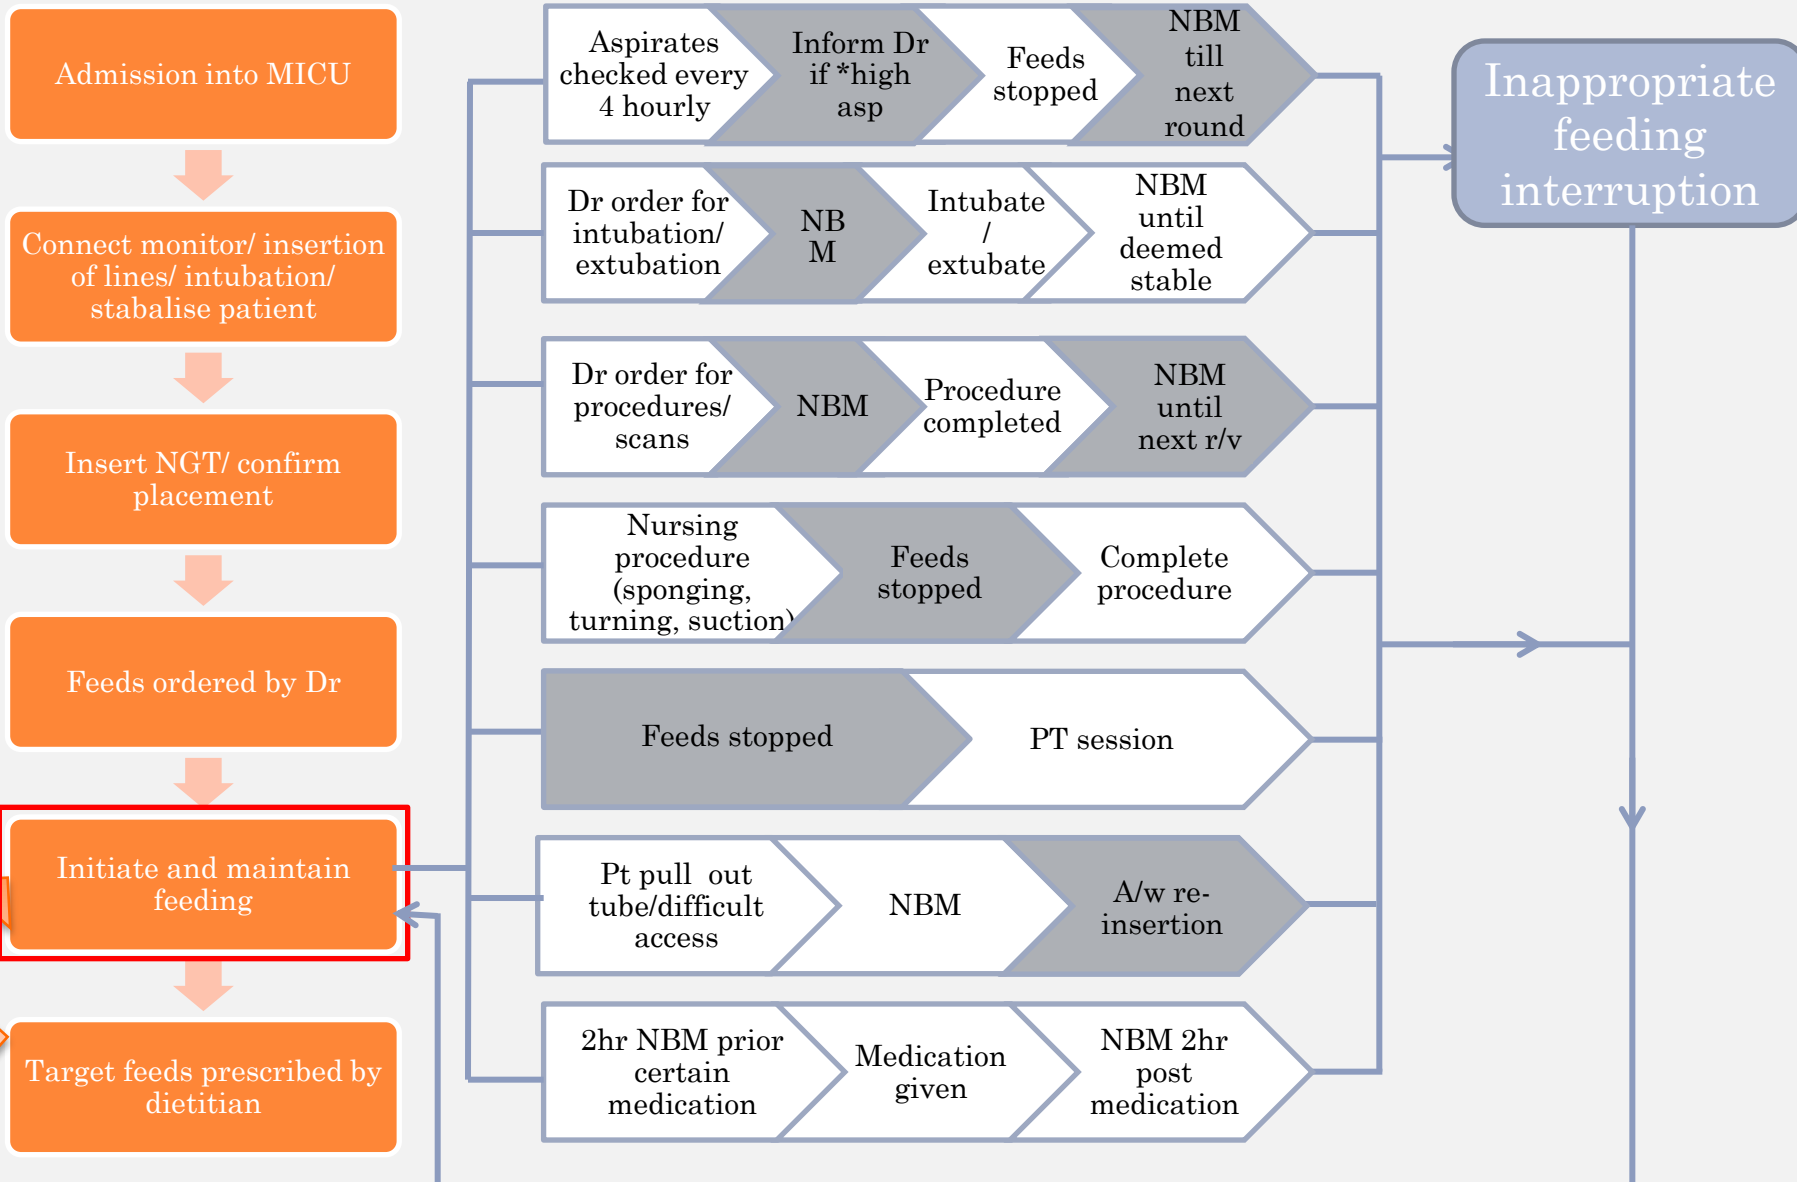 Admission into MICU
Connect monitor/ insertion
of lines/ intubation/
stabalise patient
Insert NGT/ confirm
placement
Feeds ordered by Dr
Initiate and maintain
feeding
Target feeds prescribed by
dietitian
Aspirates
checked every
4 hourly
Inform Dr
if *high
asp
Feeds
stopped
NBM
till
next
round
Dr order for
intubation/
extubation
NB
M
Intubate
/
extubate
NBM
until
deemed
stable
Dr order for
procedures/
scans
NBM
Procedure
completed
NBM
until
next r/v
Nursing
procedure
(sponging,
turning, suction)
Feeds
stopped
Complete
procedure
Feeds stopped
PT session
Pt pull out
tube/difficult
access
NBM
A/w re-
insertion
2hr NBM prior
certain
medication
Medication
given
NBM 2hr
post
medication
Inappropriate
feeding
interruption